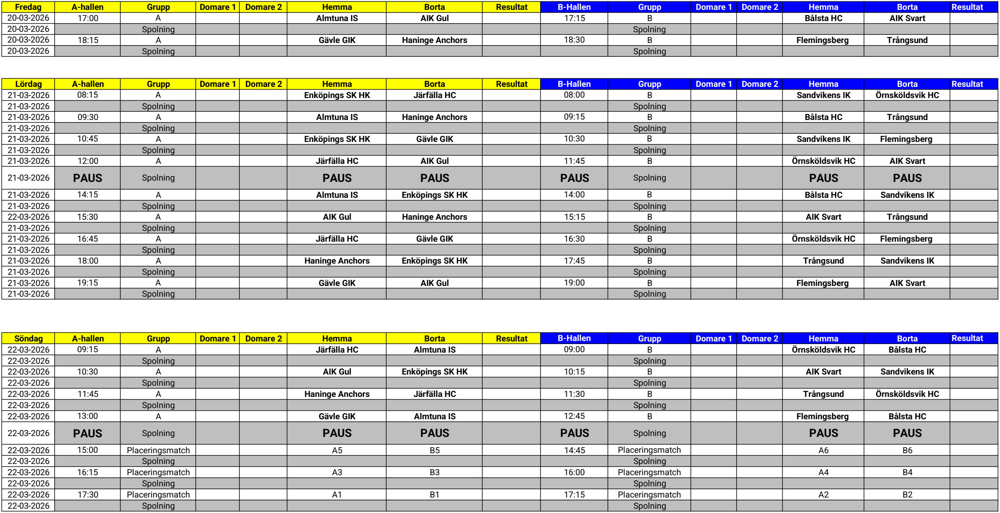 Fredag A-hallen Grupp Domare 1 Domare 2 Hemma Borta Resultat B-Hallen Grupp Domare 1 Domare 2 Hemma Borta Resultat
20-03-2026 17:00 A Almtuna IS AIK Gul 17:15 B Bålsta HC AIK Svart
20-03-2026 Spolning Spolning
20-03-2026 18:15 A Gävle GIK Haninge Anchors 18:30 B Flemingsberg Trångsund
20-03-2026 Spolning Spolning
Lördag A-hallen Grupp Domare 1 Domare 2 Hemma Borta Resultat B-Hallen Grupp Domare 1 Domare 2 Hemma Borta Resultat
21-03-2026 08:15 A Enköpings SK HK Järfälla HC 08:00 B Sandvikens IK Örnsköldsvik HC
21-03-2026 Spolning Spolning
21-03-2026 09:30 A Almtuna IS Haninge Anchors 09:15 B Bålsta HC Trångsund
21-03-2026 Spolning Spolning
21-03-2026 10:45 A Enköpings SK HK Gävle GIK 10:30 B Sandvikens IK Flemingsberg
21-03-2026 Spolning Spolning
21-03-2026 12:00 A Järfälla HC AIK Gul 11:45 B Örnsköldsvik HC AIK Svart
21-03-2026 PAUS Spolning PAUS PAUS PAUS Spolning PAUS PAUS
21-03-2026 14:15 A Almtuna IS Enköpings SK HK 14:00 B Bålsta HC Sandvikens IK
21-03-2026 Spolning Spolning
22-03-2026 15:30 A AIK Gul Haninge Anchors 15:15 B AIK Svart Trångsund
21-03-2026 Spolning Spolning
21-03-2026 16:45 A Järfälla HC Gävle GIK 16:30 B Örnsköldsvik HC Flemingsberg
21-03-2026 Spolning Spolning
21-03-2026 18:00 A Haninge Anchors Enköpings SK HK 17:45 B Trångsund Sandvikens IK
21-03-2026 Spolning Spolning
21-03-2026 19:15 A Gävle GIK AIK Gul 19:00 B Flemingsberg AIK Svart
21-03-2026 Spolning Spolning
Söndag A-hallen Grupp Domare 1 Domare 2 Hemma Borta Resultat B-Hallen Grupp Domare 1 Domare 2 Hemma Borta Resultat
22-03-2026 09:15 A Järfälla HC Almtuna IS 09:00 B Örnsköldsvik HC Bålsta HC
22-03-2026 Spolning Spolning
22-03-2026 10:30 A AIK Gul Enköpings SK HK 10:15 B AIK Svart Sandvikens IK
22-03-2026 Spolning Spolning
22-03-2026 11:45 A Haninge Anchors Järfälla HC 11:30 B Trångsund Örnsköldsvik HC
22-03-2026 Spolning Spolning
22-03-2026 13:00 A Gävle GIK Almtuna IS 12:45 B Flemingsberg Bålsta HC
22-03-2026 PAUS Spolning PAUS PAUS PAUS Spolning PAUS PAUS
22-03-2026 15:00 Placeringsmatch A5 B5 14:45 Placeringsmatch A6 B6
22-03-2026 Spolning Spolning
22-03-2026 16:15 Placeringsmatch A3 B3 16:00 Placeringsmatch A4 B4
22-03-2026 Spolning Spolning
22-03-2026 17:30 Placeringsmatch A1 B1 17:15 Placeringsmatch A2 B2
22-03-2026 Spolning Spolning